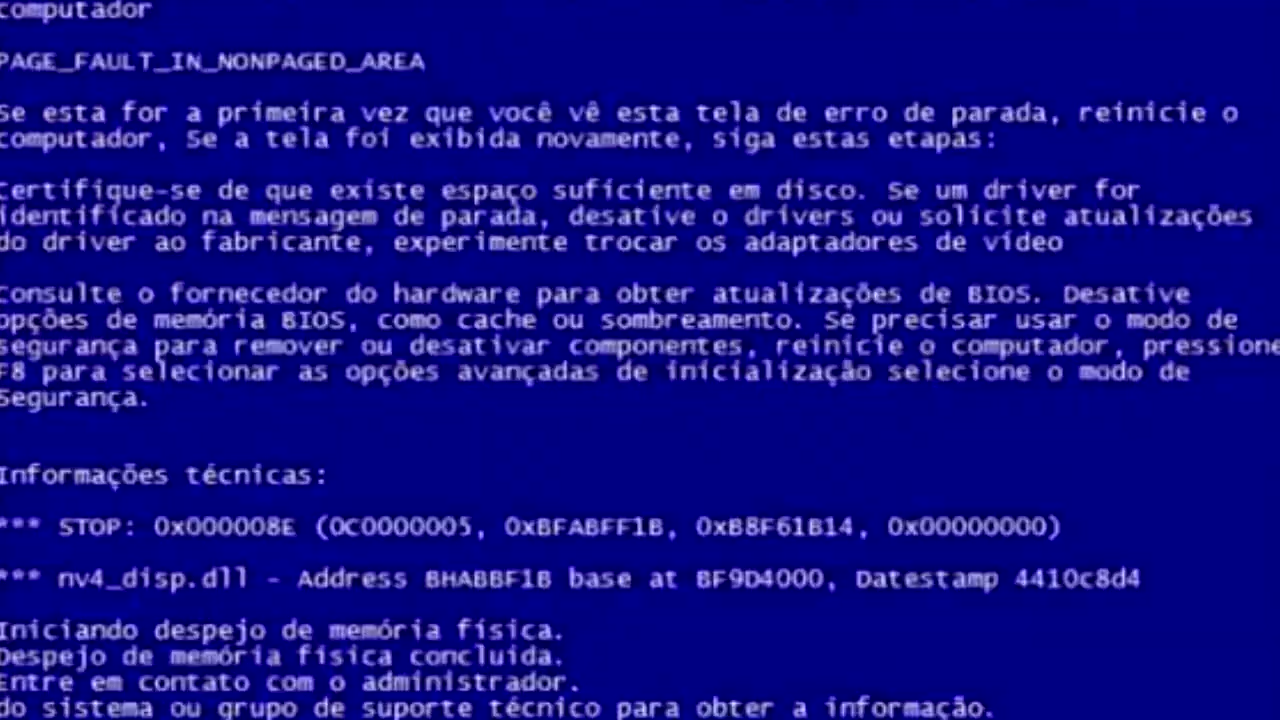 computador
PAGE_FAULT_IN_NONPAGED_AREA
Se esta for a primeira vez que você vê esta tela de erro de parada, reinicie o
computador, Se a tela foi exibida novamente, siga estas etapas:
Certifique-se de que existe espaço suficiente em disco. Se um driver for
identificado na mensagem de parada, desative o drivers ou solicite atualizações
do driver ao fabricante, experimente trocar os adaptadores de vídeo
Consulte o fornecedor do hardware para obter atualizações de BIOS. Desative
opções de memória BIOS, como cache ou sombreamento. Se precisar usar o modo de
segurança para remover ou desativar componentes, reinicie o computador, pressione
F8 para selecionar as opções avançadas de inicialização selecione o modo de
Segurança.
Informações técnicas:
*** STOP: 0x000008E (0C0000005, 0xBFABFF1B, 0xB8F61B14, 0x00000000)
*** nv4_disp.dll - Address BHABBF1B base at BF9D4000, Datestamp 4410c8d4
Iniciando despejo de memória física.
Despejo de memória física concluida.
Entre em contato com o administrador.
do sistema ou grupo de suporte técnico para obter a informação.